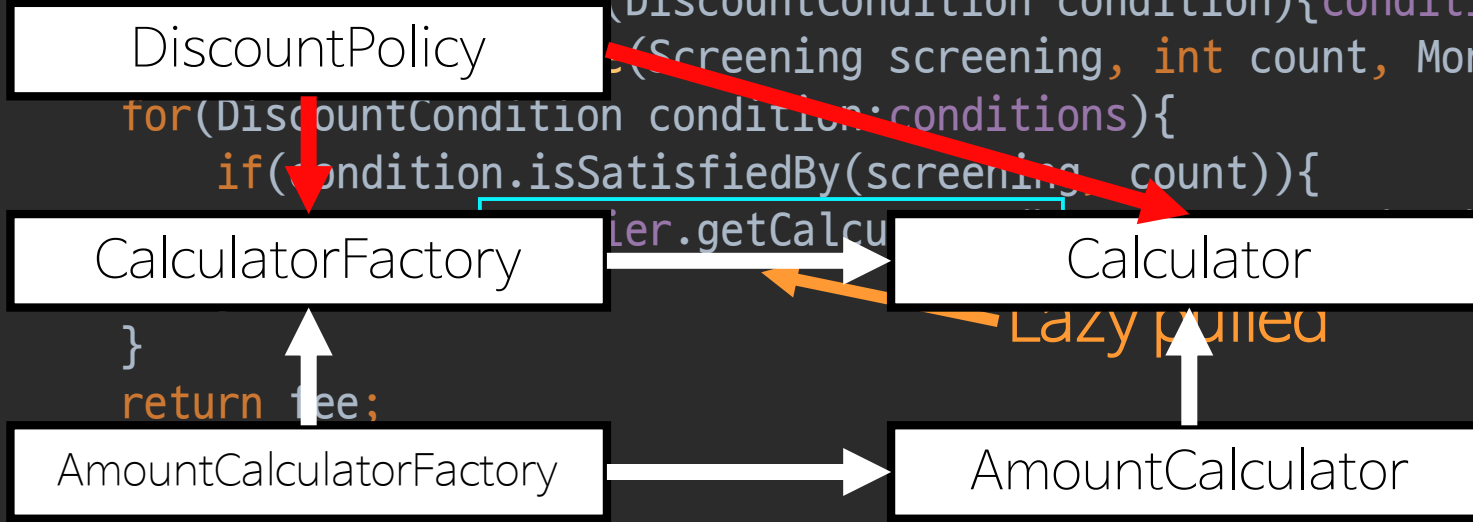 (DiscountCondition condition){conditi
DiscountPolicy
(Screening screening, int count, Mon
for(DiscountCondition condition:conditions){
if(condition.isSatisfiedBy(screening, count)){
ier.getCalcu
CalculatorFactory
Calculator
Lazy pulled
}
return fee;
AmountCalculatorFactory
AmountCalculator